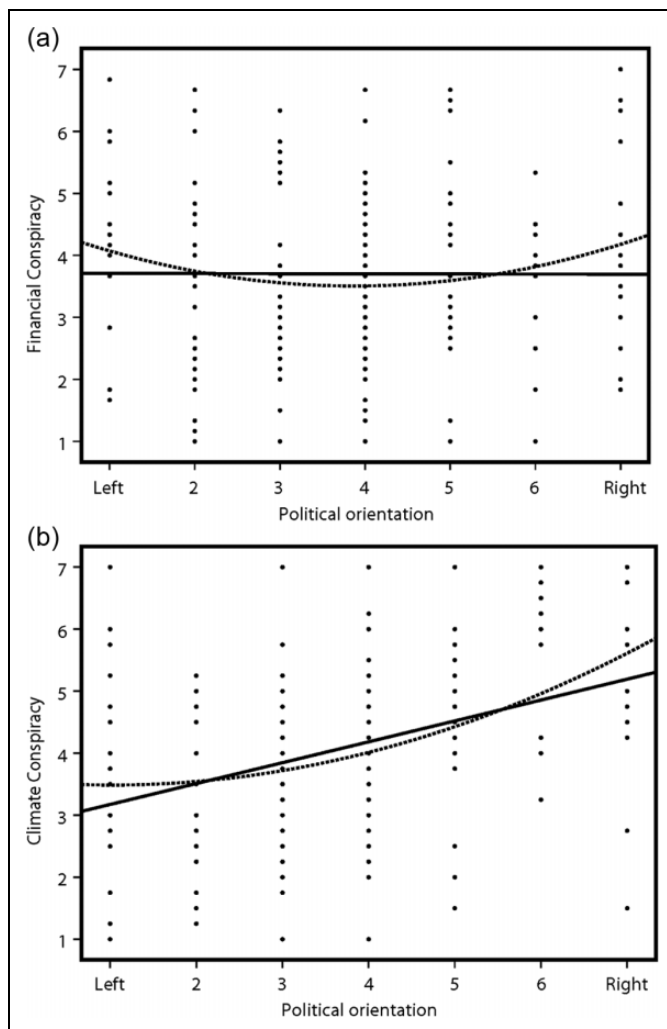 (a)
7
6
5
4
3
2
1
Financial Conspiracy
Left 2 3 4 5 6 Right
Political orientation
(b)
7
6
5
4
3
2
1
Climate Conspiracy
Left 2 3 4 5 6 Right
Political orientation